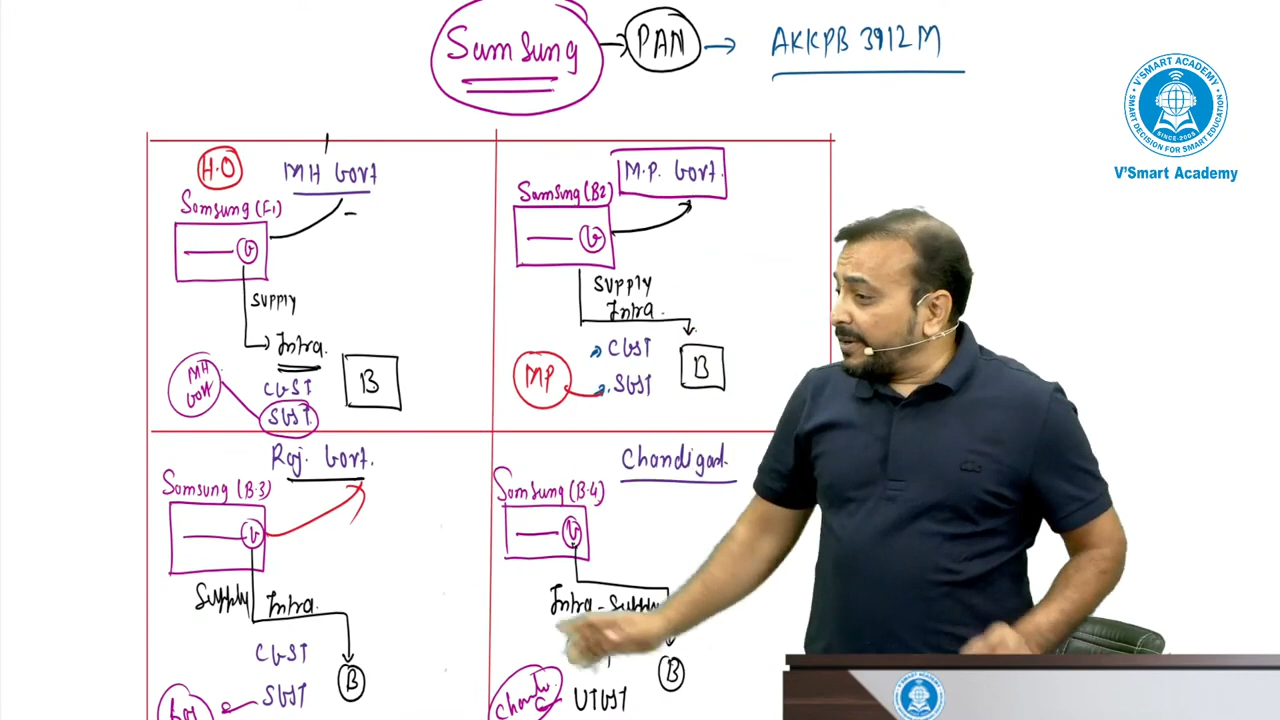 Samsung → PAN → AKKPB 3912M
V'SMART ACADEMY
SMART DECISION FOR SMART EDUCATION
SINCE-2005
V'Smart Academy
H.O
MH Govt
Samsung
SUPPLY
Intra.
MH Govt
CGST
SGST
B
M.P. Govt.
Samsung (B2)
SUPPLY
Intra.
CGST
MP
SGST
B
Raj. Govt.
Samsung (B.3)
Supply Intra.
CGST
SGST
B
Chandigarh.
Samsung (B.4)
Intra-Supply
UTGST
B